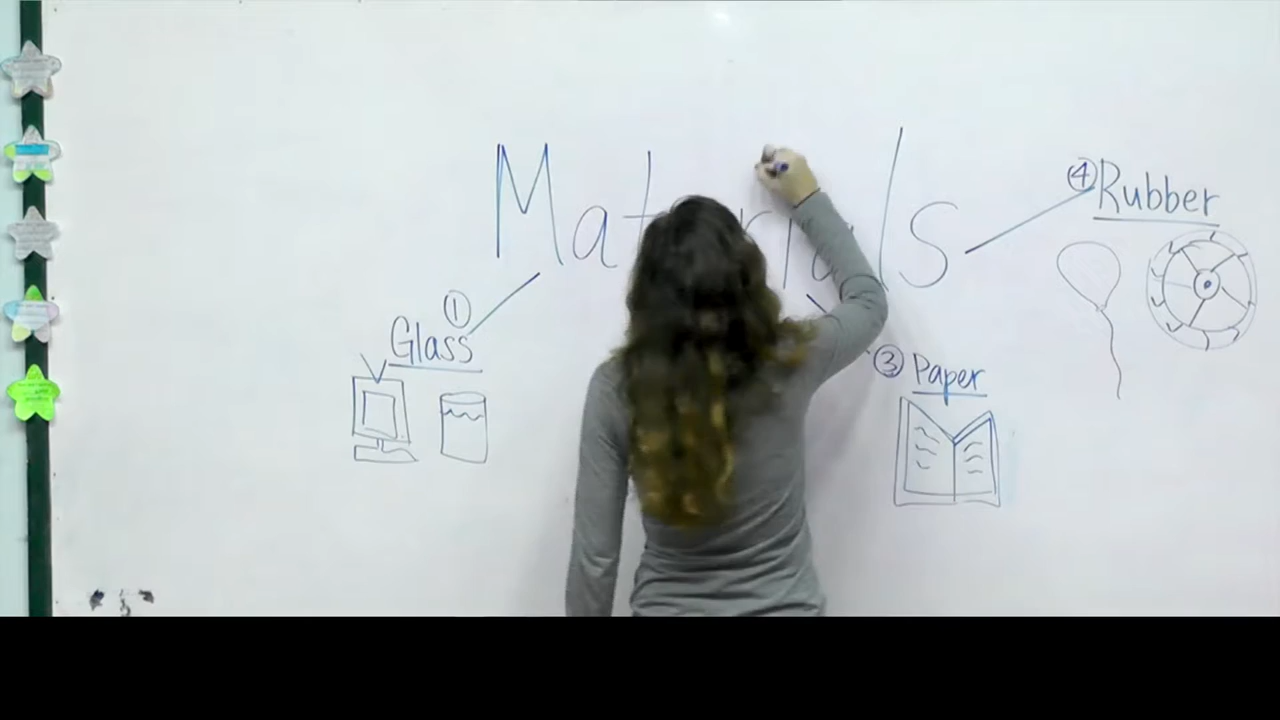 Materials
① Glass
③ Paper
④ Rubber